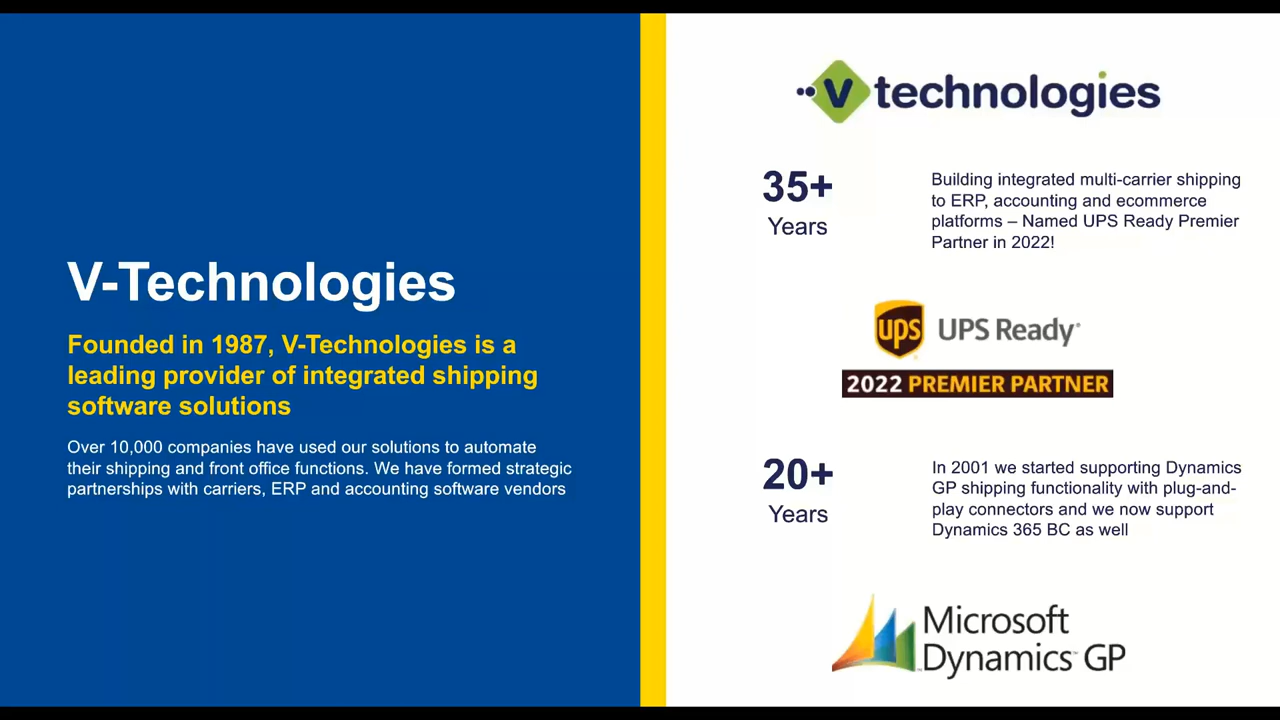 V-Technologies
Founded in 1987, V-Technologies is a
leading provider of integrated shipping
software solutions
Over 10,000 companies have used our solutions to automate
their shipping and front office functions. We have formed strategic
partnerships with carriers, ERP and accounting software vendors
V technologies
35+
Years
Building integrated multi-carrier shipping
to ERP, accounting and ecommerce
platforms – Named UPS Ready Premier
Partner in 2022!
ups UPS Ready®
2022 PREMIER PARTNER
20+
Years
In 2001 we started supporting Dynamics
GP shipping functionality with plug-and-
play connectors and we now support
Dynamics 365 BC as well
Microsoft
Dynamics™ GP